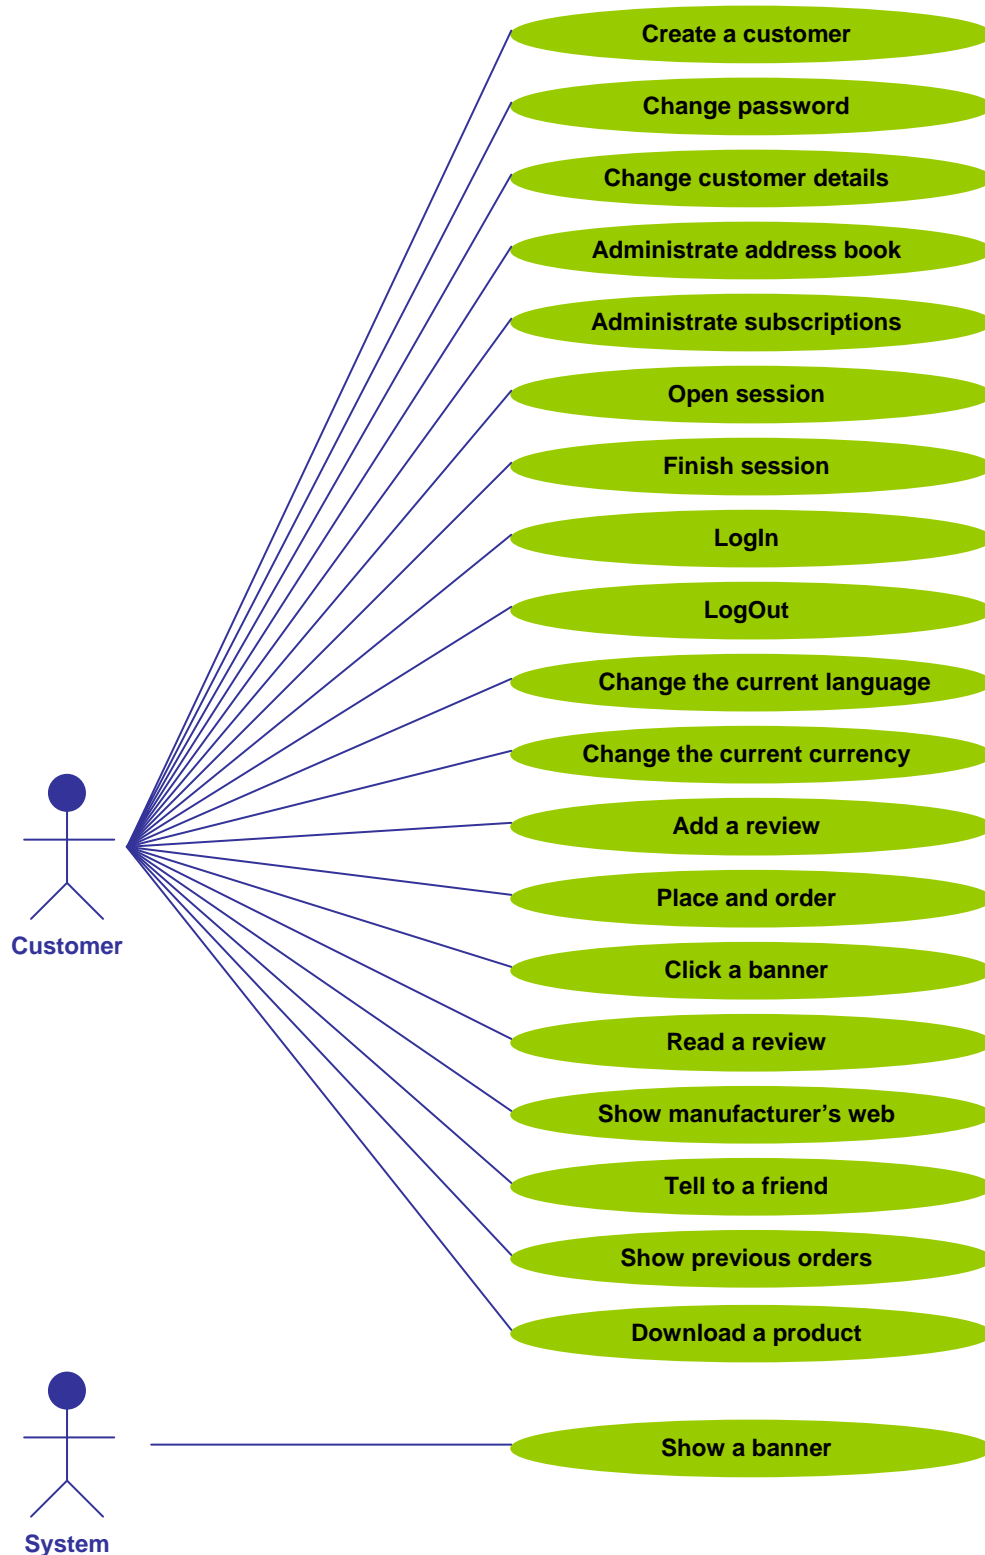 Create a customer
Change password
Change customer details
Administrate address book
Administrate subscriptions
Open session
Finish session
LogIn
LogOut
Change the current language
Change the current currency
Add a review
Place and order
Customer
Click a banner
Read a review
Show manufacturer’s web
Tell to a friend
Show previous orders
Download a product
Show a banner
System